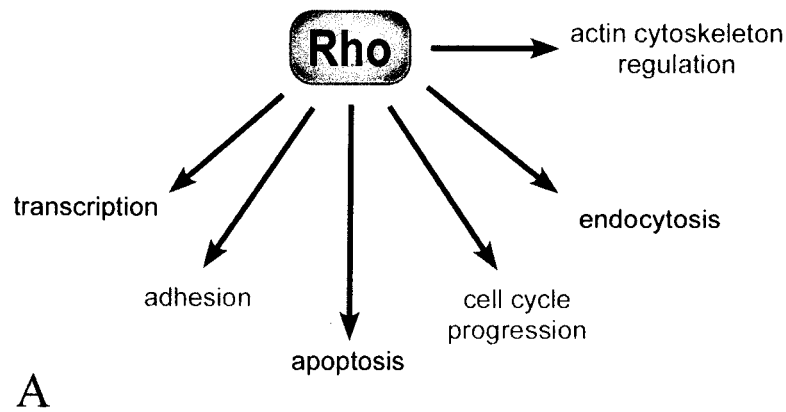 Rho
actin cytoskeleton
regulation
transcription
endocytosis
adhesion
cell cycle
progression
apoptosis
A